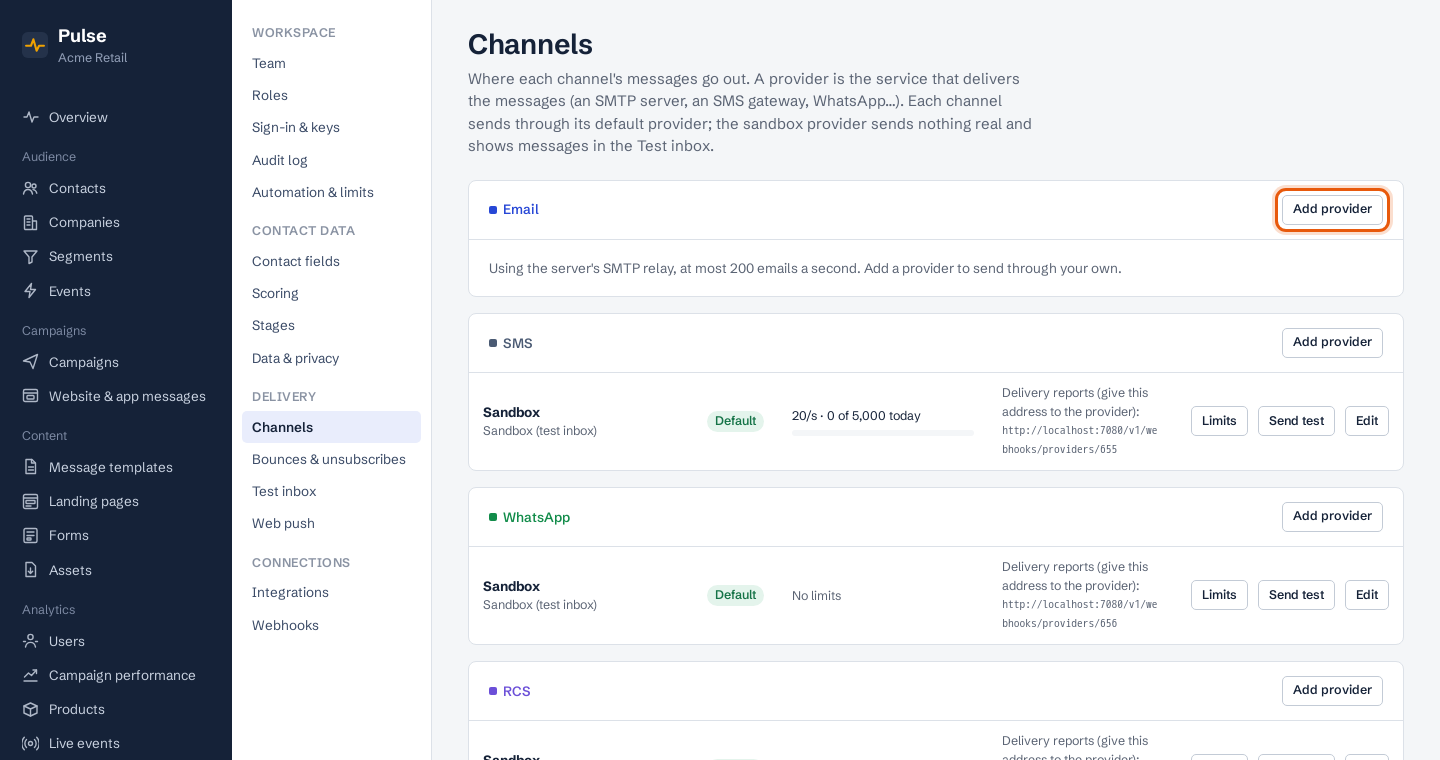 Pulse
Acme Retail
Overview
Audience
Contacts
Companies
Segments
Events
Campaigns
Campaigns
Website & app messages
Content
Message templates
Landing pages
Forms
Assets
Analytics
Users
Campaign performance
Products
Live events
WORKSPACE
Team
Roles
Sign-in & keys
Audit log
Automation & limits
CONTACT DATA
Contact fields
Scoring
Stages
Data & privacy
DELIVERY
Channels
Bounces & unsubscribes
Test inbox
Web push
CONNECTIONS
Integrations
Webhooks
Channels
Where each channel's messages go out. A provider is the service that delivers
the messages (an SMTP server, an SMS gateway, WhatsApp…). Each channel
sends through its default provider; the sandbox provider sends nothing real and
shows messages in the Test inbox.
Email
Add provider
Using the server's SMTP relay, at most 200 emails a second. Add a provider to send through your own.
SMS
Add provider
Sandbox
Sandbox (test inbox)
Default
20/s · 0 of 5,000 today
Delivery reports (give this
address to the provider):
http://localhost:7080/v1/we
bhooks/providers/655
Limits
Send test
Edit
WhatsApp
Add provider
Sandbox
Sandbox (test inbox)
Default
No limits
Delivery reports (give this
address to the provider):
http://localhost:7080/v1/we
bhooks/providers/656
Limits
Send test
Edit
RCS
Add provider
Sandbox
Delivery reports (give this
address to the provider):